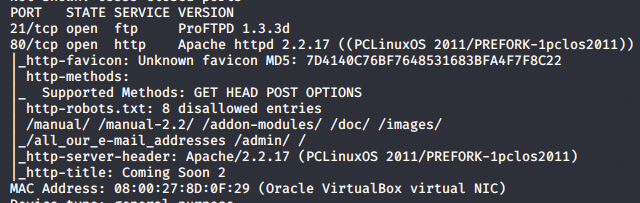 PORT STATE SERVICE VERSION
21/tcp open ftp ProFTPD 1.3.3d
80/tcp open http Apache httpd 2.2.17 ((PCLinuxOS 2011/PREFORK-1pclos2011))
|_http-favicon: Unknown favicon MD5: 7D4140C76BF7648531683BFA4F7F8C22
| http-methods:
|_  Supported Methods: GET HEAD POST OPTIONS
| http-robots.txt: 8 disallowed entries
| /manual/ /manual-2.2/ /addon-modules/ /doc/ /images/
|_/all_our_e-mail_addresses /admin/ /
|_http-server-header: Apache/2.2.17 (PCLinuxOS 2011/PREFORK-1pclos2011)
|_http-title: Coming Soon 2
MAC Address: 08:00:27:8D:0F:29 (Oracle VirtualBox virtual NIC)
Device type: general purpose